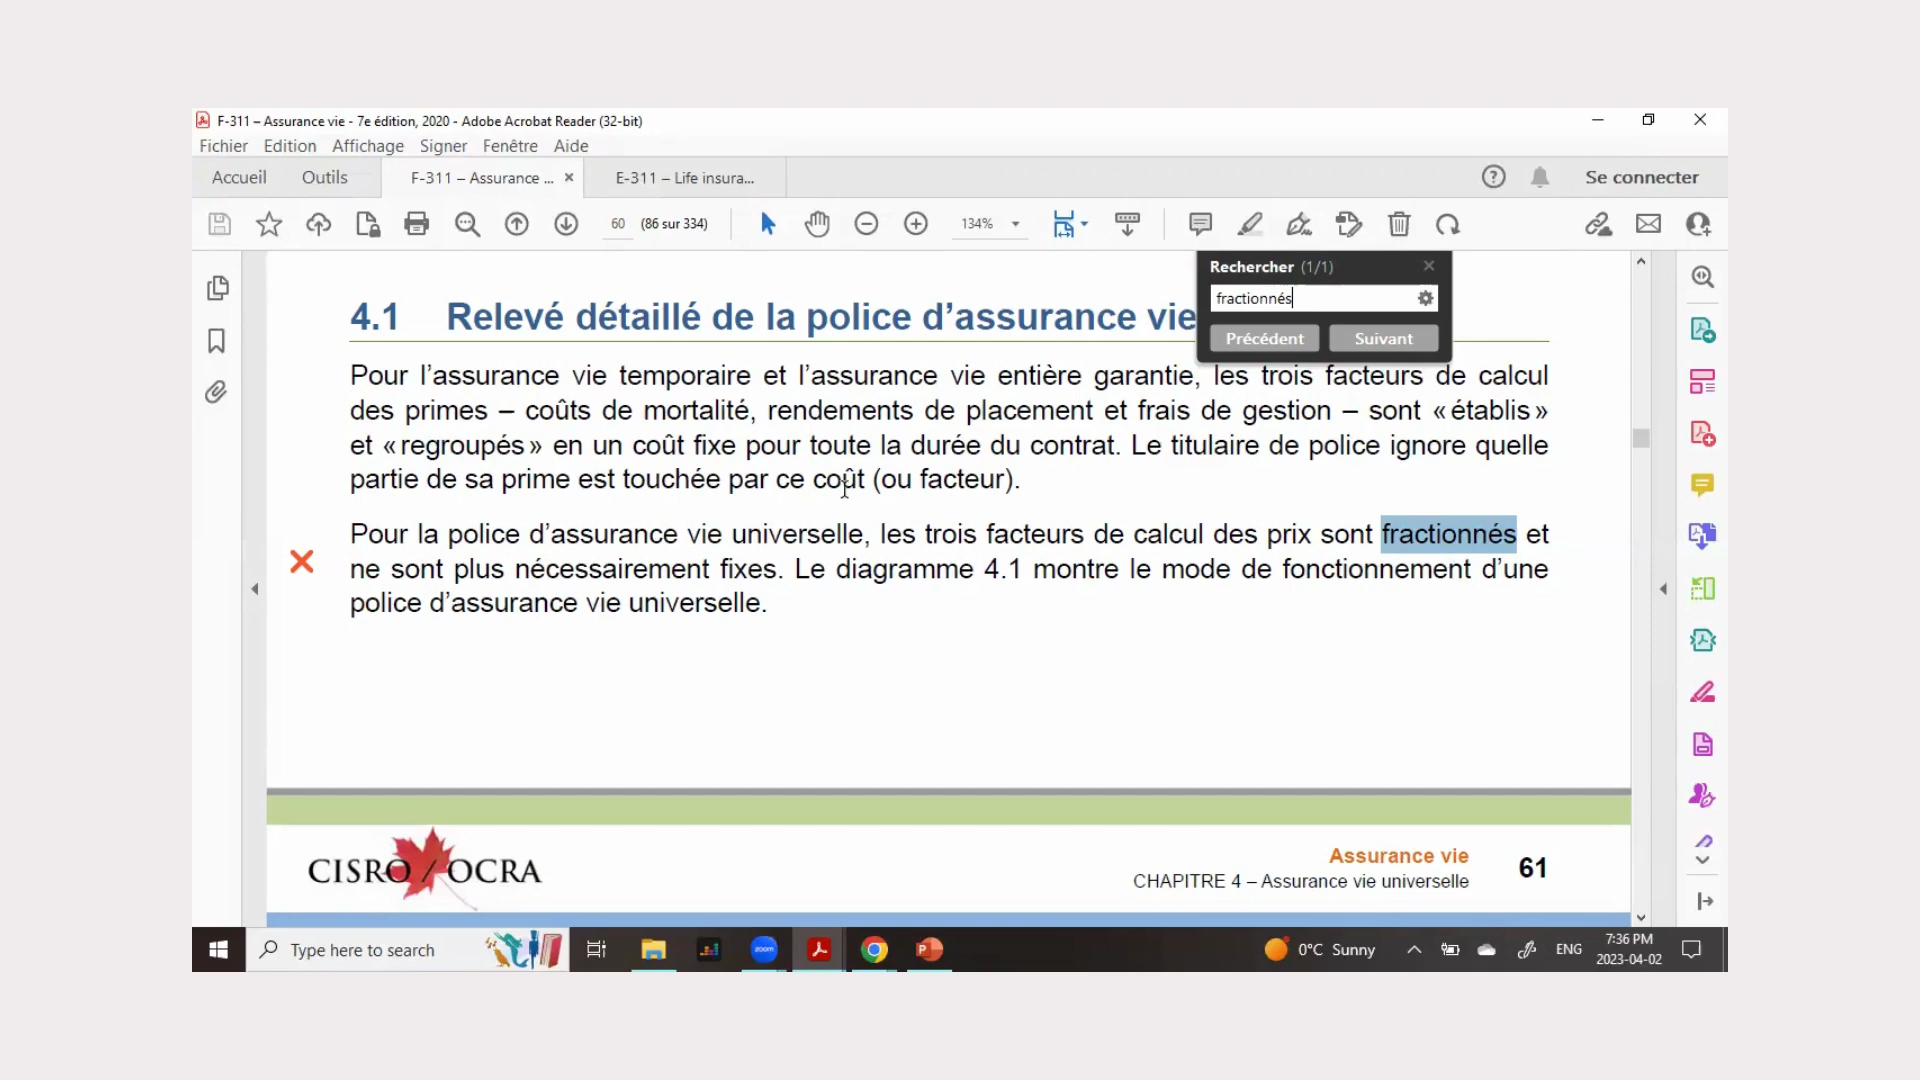 F-311 – Assurance vie - 7e édition, 2020 - Adobe Acrobat Reader (32-bit)
Fichier Edition Affichage Signer Fenêtre Aide
Accueil Outils F-311 – Assurance ... × E-311 – Life insura... Se connecter
60 (86 sur 334) 134%
Rechercher (1/1)
fractionnés
Précédent Suivant
4.1 Relevé détaillé de la police d’assurance vie
Pour l’assurance vie temporaire et l’assurance vie entière garantie, les trois facteurs de calcul
des primes – coûts de mortalité, rendements de placement et frais de gestion – sont « établis »
et « regroupés » en un coût fixe pour toute la durée du contrat. Le titulaire de police ignore quelle
partie de sa prime est touchée par ce coût (ou facteur).
Pour la police d’assurance vie universelle, les trois facteurs de calcul des prix sont fractionnés et
ne sont plus nécessairement fixes. Le diagramme 4.1 montre le mode de fonctionnement d’une
police d’assurance vie universelle.
CISRO / OCRA
Assurance vie
CHAPITRE 4 – Assurance vie universelle
61
Type here to search
zoom
0°C Sunny
ENG
7:36 PM
2023-04-02